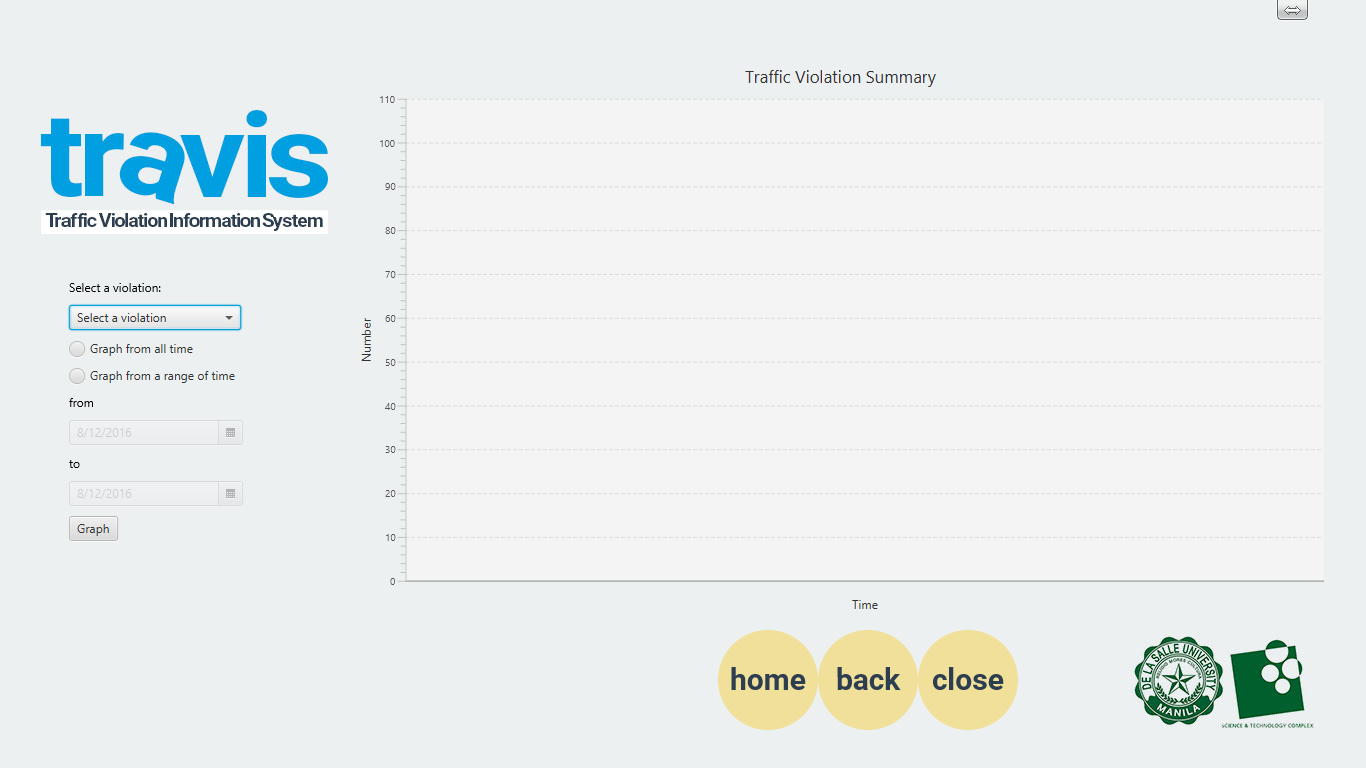 Traffic Violation Summary
travis
Traffic Violation Information System
Select a violation:
Select a violation
Graph from all time
Graph from a range of time
from
8/12/2016
to
8/12/2016
Graph
Number
110
100
90
80
70
60
50
40
30
20
10
0
Time
home
back
close
DE LA SALLE UNIVERSITY
MANILA
SCIENCE & TECHNOLOGY COMPLEX